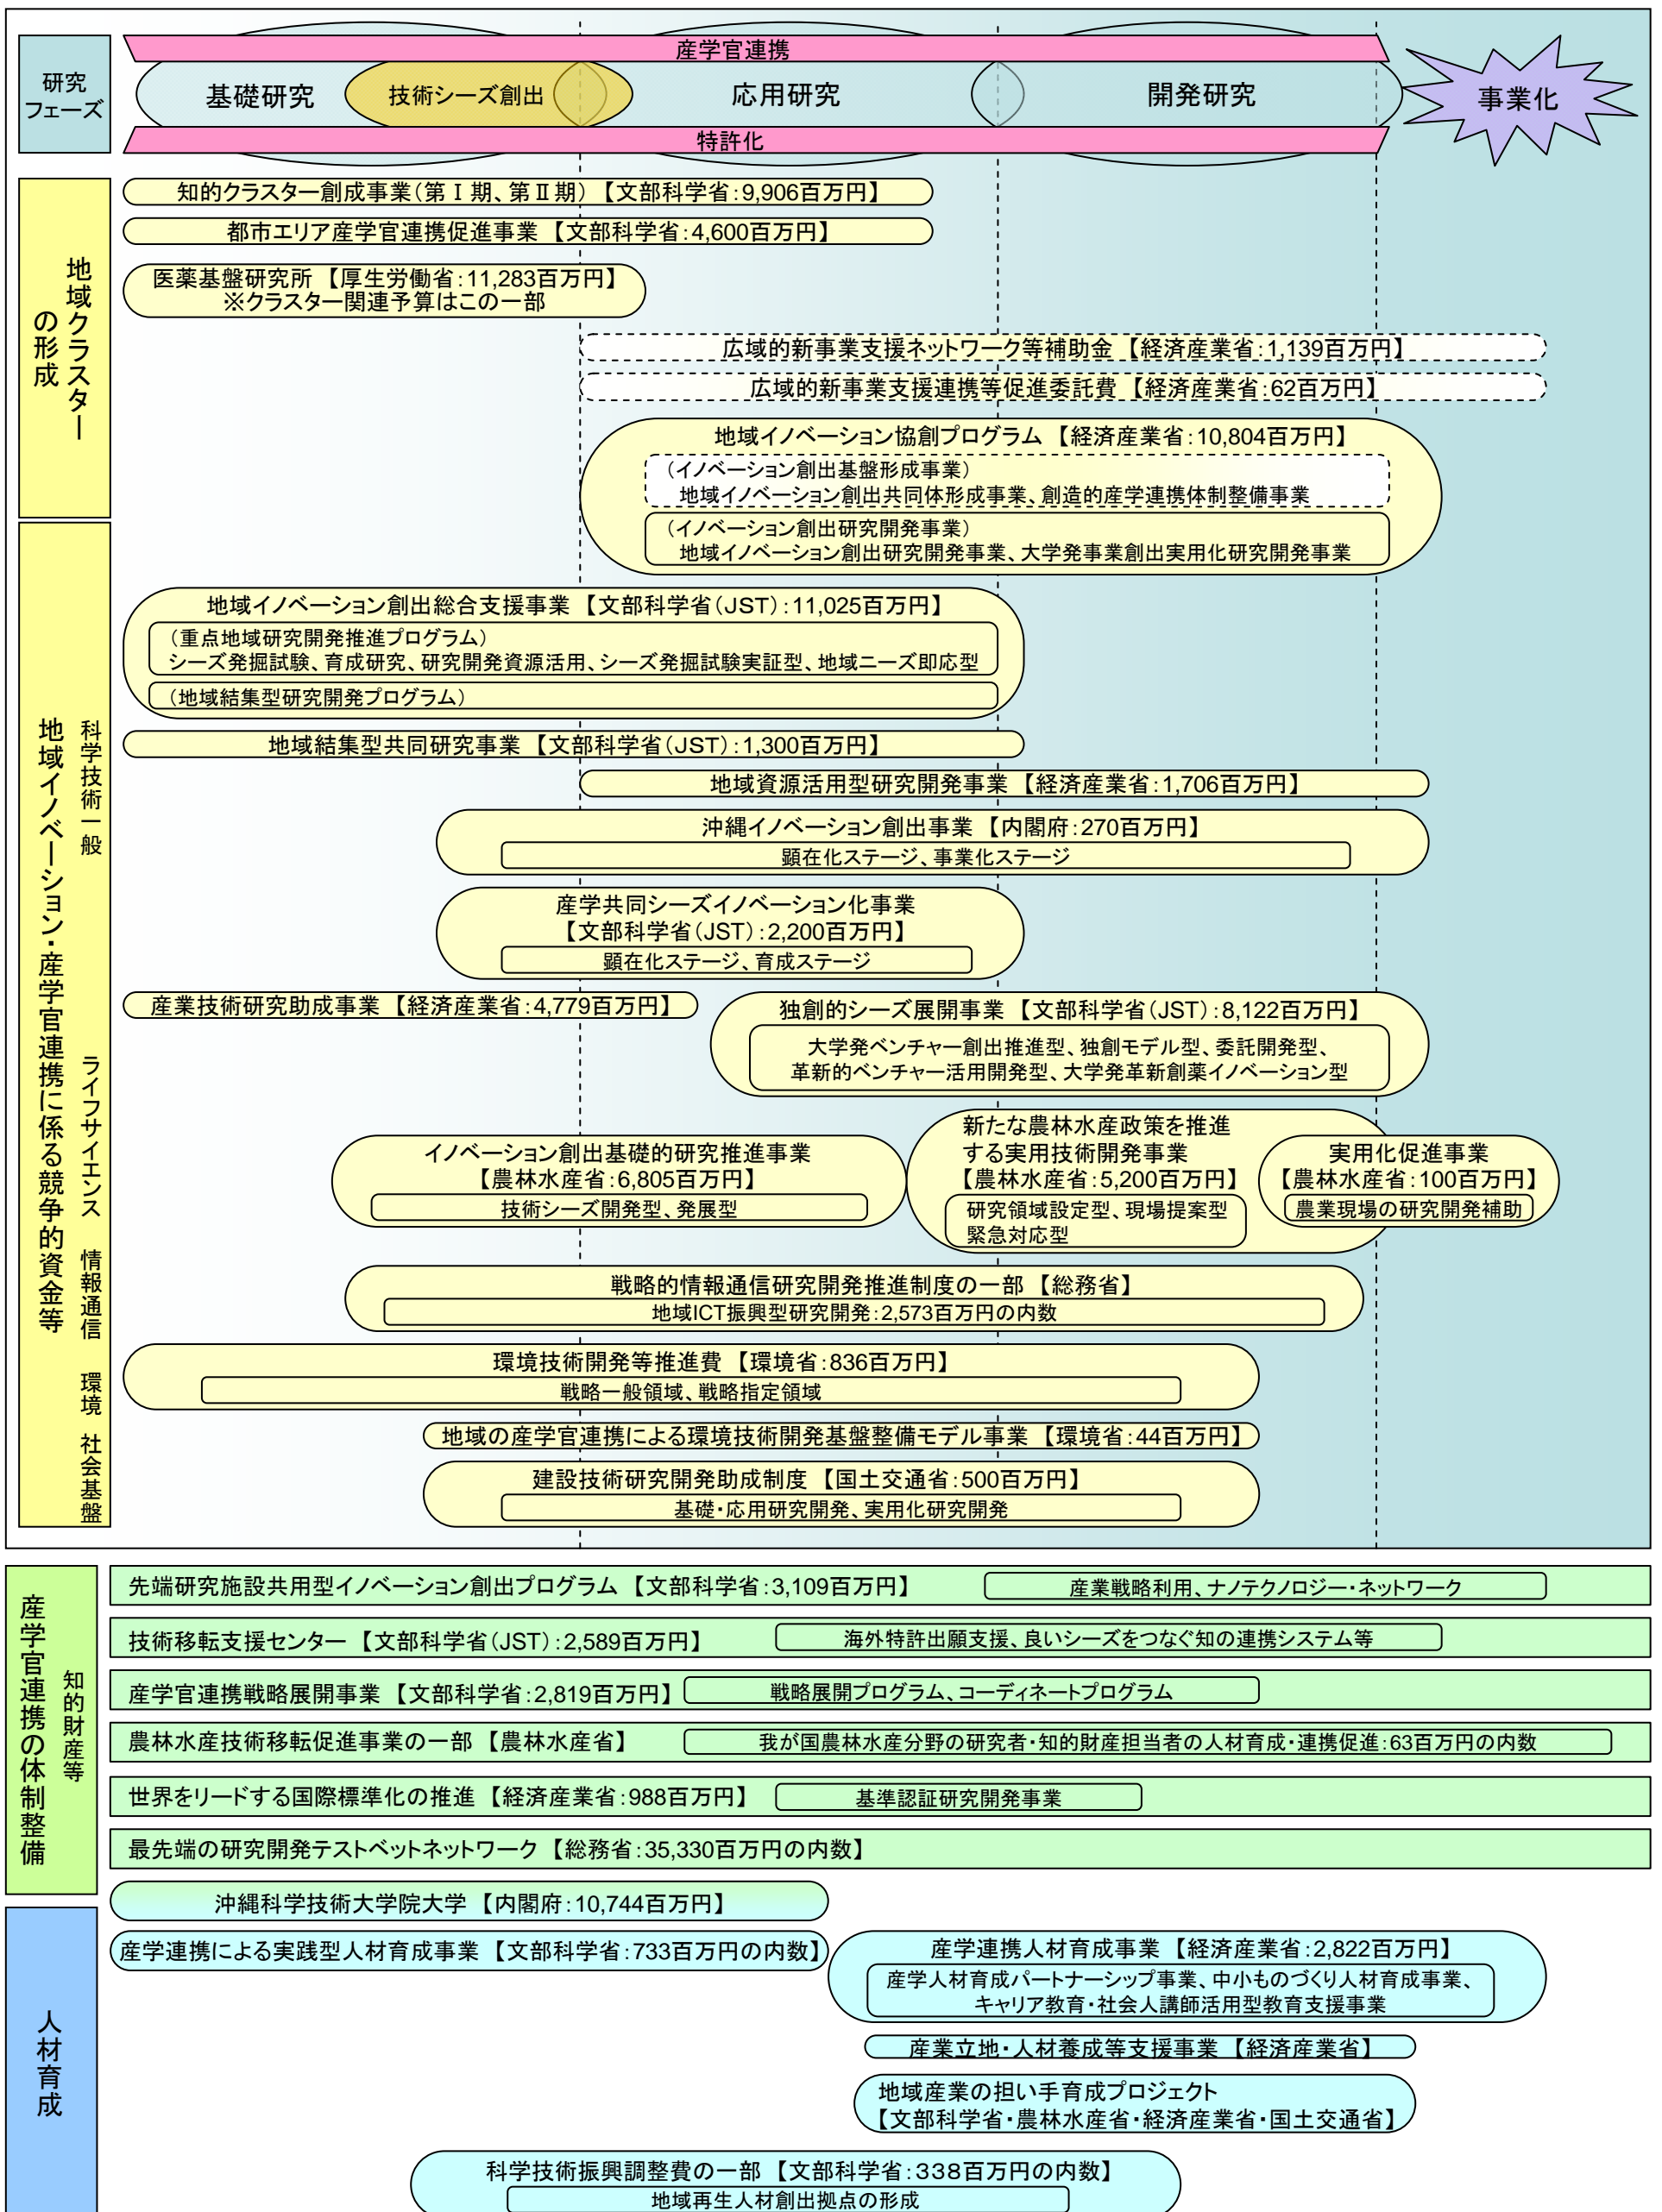 産学官連携
研究
フェーズ
基礎研究
技術シーズ創出
応用研究
開発研究
事業化
特許化
地域クラスター
の形成
知的クラスター創成事業(第Ⅰ期、第Ⅱ期)【文部科学省:9,906百万円】
都市エリア産学官連携促進事業【文部科学省:4,600百万円】
医薬基盤研究所【厚生労働省:11,283百万円】
※クラスター関連予算はこの一部
広域的新事業支援ネットワーク等補助金【経済産業省:1,139百万円】
広域的新事業支援連携等促進委託費【経済産業省:62百万円】
地域イノベーション協創プログラム【経済産業省:10,804百万円】
(イノベーション創出基盤形成事業)
地域イノベーション創出共同体形成事業、創造的産学連携体制整備事業
(イノベーション創出研究開発事業)
地域イノベーション創出研究開発事業、大学発事業創出実用化研究開発事業
地域イノベーション・産学官連携に係る競争的資金等
科学技術一般
ライフサイエンス
情報通信
環境
社会基盤
地域イノベーション創出総合支援事業【文部科学省(JST):11,025百万円】
(重点地域研究開発推進プログラム)
シーズ発掘試験、育成研究、研究開発資源活用、シーズ発掘試験実証型、地域ニーズ即応型
(地域結集型研究開発プログラム)
地域結集型共同研究事業【文部科学省(JST):1,300百万円】
地域資源活用型研究開発事業【経済産業省:1,706百万円】
沖縄イノベーション創出事業【内閣府:270百万円】
顕在化ステージ、事業化ステージ
産学共同シーズイノベーション化事業
【文部科学省(JST):2,200百万円】
顕在化ステージ、育成ステージ
産業技術研究助成事業【経済産業省:4,779百万円】
独創的シーズ展開事業【文部科学省(JST):8,122百万円】
大学発ベンチャー創出推進型、独創モデル型、委託開発型、
革新的ベンチャー活用開発型、大学発革新創薬イノベーション型
イノベーション創出基礎的研究推進事業
【農林水産省:6,805百万円】
技術シーズ開発型、発展型
新たな農林水産政策を推進
する実用技術開発事業
【農林水産省:5,200百万円】
研究領域設定型、現場提案型
緊急対応型
実用化促進事業
【農林水産省:100百万円】
農業現場の研究開発補助
戦略的情報通信研究開発推進制度の一部【総務省】
地域ICT振興型研究開発:2,573百万円の内数
環境技術開発等推進費【環境省:836百万円】
戦略一般領域、戦略指定領域
地域の産学官連携による環境技術開発基盤整備モデル事業【環境省:44百万円】
建設技術研究開発助成制度【国土交通省:500百万円】
基礎・応用研究開発、実用化研究開発
産学官連携の体制整備
知的財産等
先端研究施設共用型イノベーション創出プログラム【文部科学省:3,109百万円】
産業戦略利用、ナノテクノロジー・ネットワーク
技術移転支援センター【文部科学省(JST):2,589百万円】
海外特許出願支援、良いシーズをつなぐ知の連携システム等
産学官連携戦略展開事業【文部科学省:2,819百万円】
戦略展開プログラム、コーディネートプログラム
農林水産技術移転促進事業の一部【農林水産省】
我が国農林水産分野の研究者・知的財産担当者の人材育成・連携促進:63百万円の内数
世界をリードする国際標準化の推進【経済産業省:988百万円】
基準認証研究開発事業
最先端の研究開発テストベットネットワーク【総務省:35,330百万円の内数】
沖縄科学技術大学院大学【内閣府:10,744百万円】
人材育成
産学連携による実践型人材育成事業【文部科学省:733百万円の内数】
産学連携人材育成事業【経済産業省:2,822百万円】
産学人材育成パートナーシップ事業、中小ものづくり人材育成事業、
キャリア教育・社会人講師活用型教育支援事業
産業立地・人材養成等支援事業【経済産業省】
地域産業の担い手育成プロジェクト
【文部科学省・農林水産省・経済産業省・国土交通省】
科学技術振興調整費の一部【文部科学省:338百万円の内数】
地域再生人材創出拠点の形成